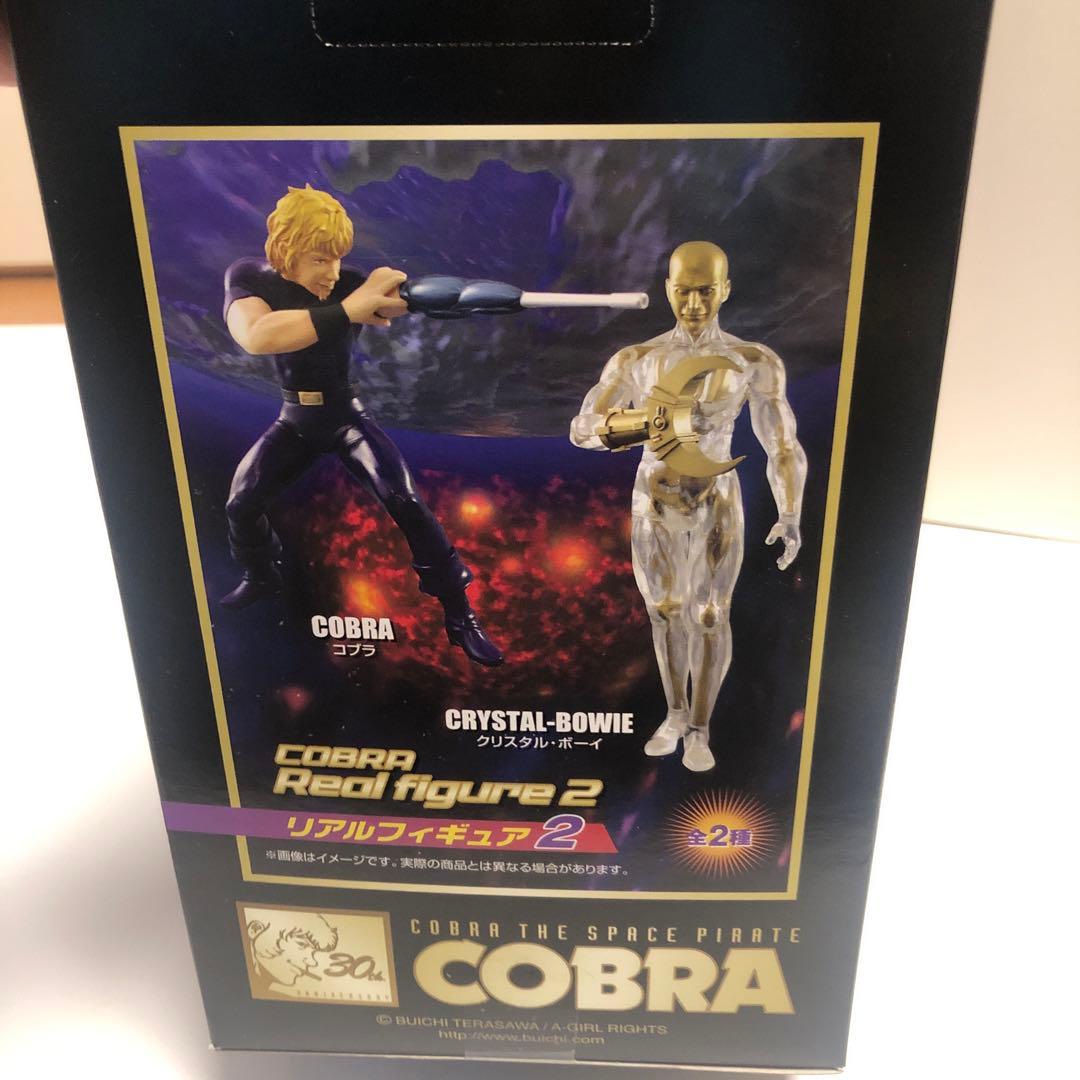 COBRA
コブラ
CRYSTAL-BOWIE
クリスタル・ボーイ
COBRA
Real figure 2
リアルフィギュア2
全2種
※画像はイメージです。実際の商品とは異なる場合があります。
30th
ANNIVERSARY
COBRA THE SPACE PIRATE
COBRA
© BUICHI TERASAWA / A-GIRL RIGHTS
http://www.buichi.com